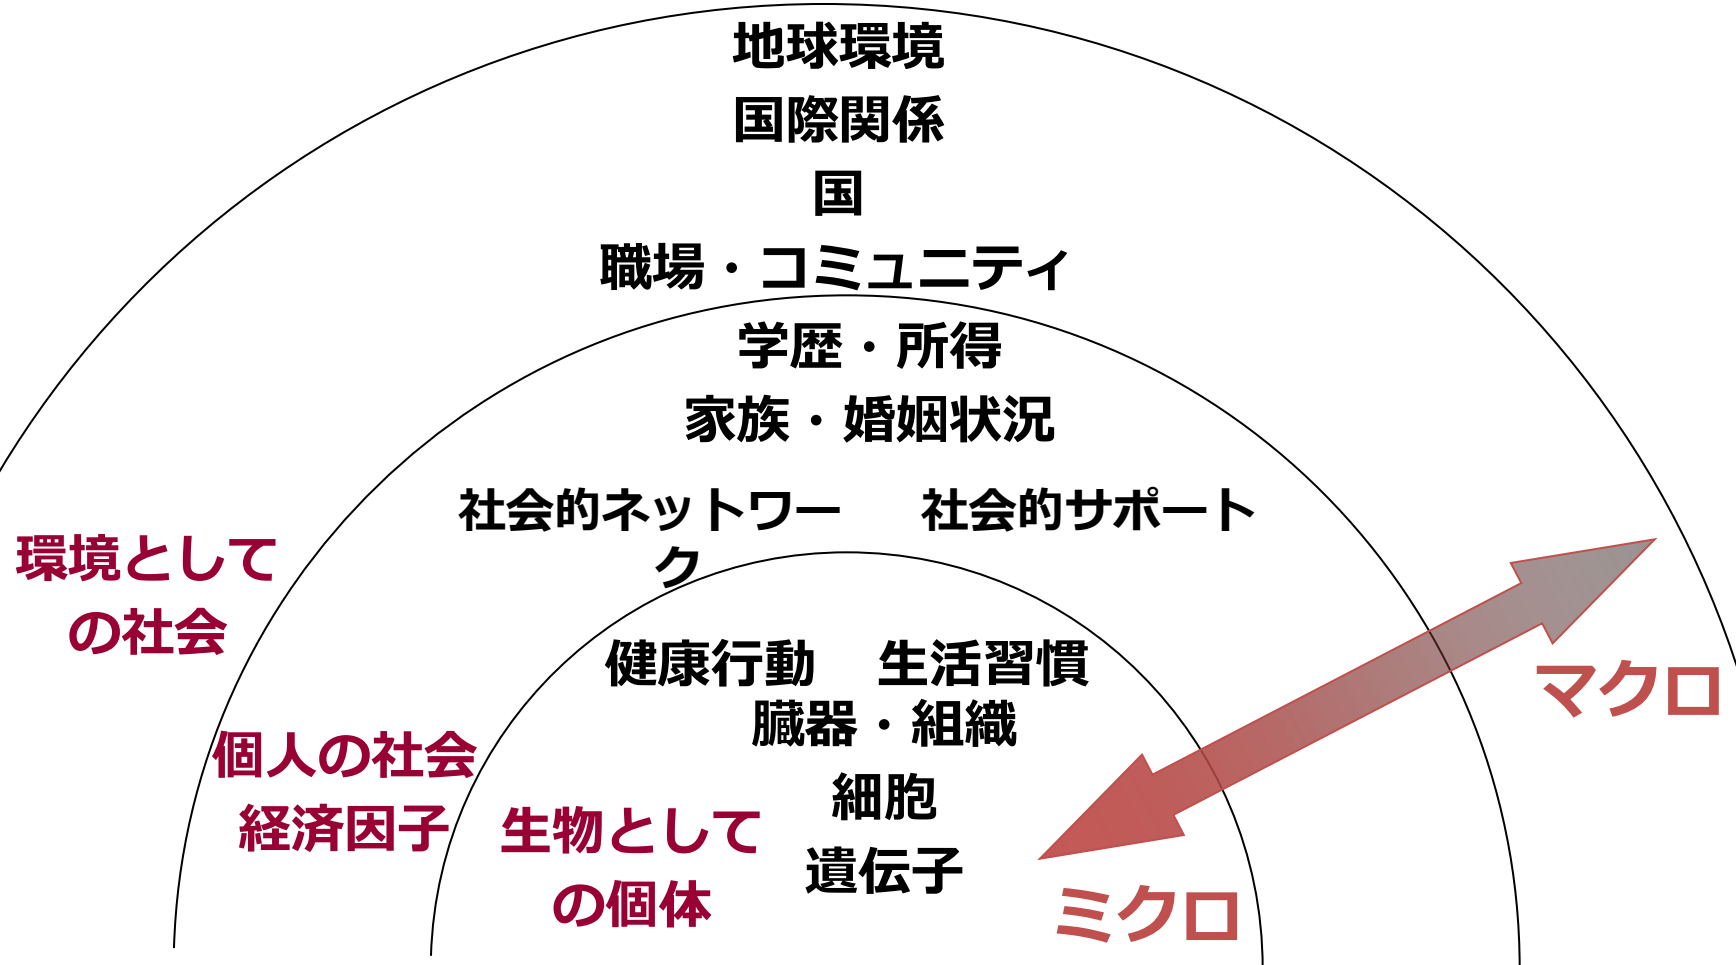 地球環境
国際関係
国
職場・コミュニティ
学歴・所得
家族・婚姻状況
社会的ネットワー
ク
社会的サポート
環境として
の社会
健康行動 生活習慣
臓器・組織
細胞
遺伝子
個人の社会
経済因子
生物として
の個体
マクロ
ミクロ